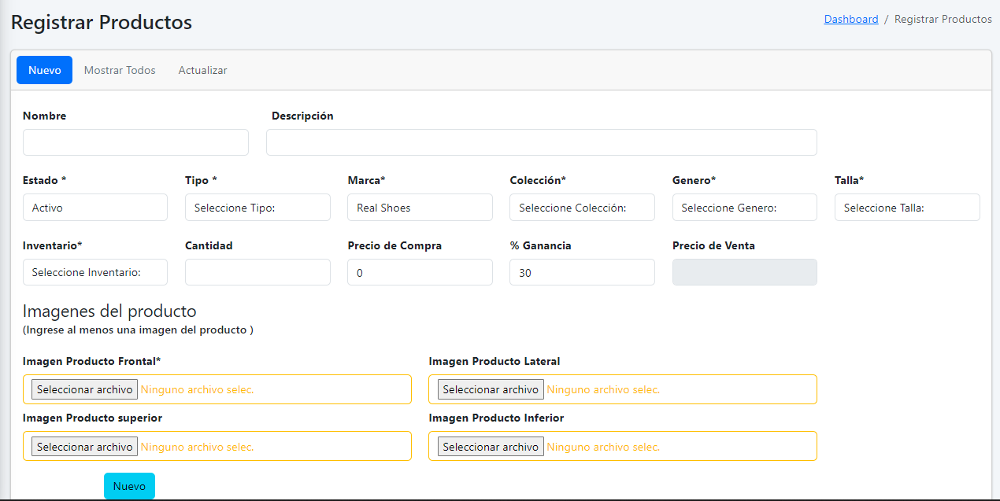 Registrar Productos
Dashboard / Registrar Productos
Nuevo Mostrar Todos Actualizar
Nombre Descripción
Estado * Tipo * Marca* Colección* Genero* Talla*
Activo Seleccione Tipo: Real Shoes Seleccione Colección: Seleccione Genero: Seleccione Talla:
Inventario* Cantidad Precio de Compra % Ganancia Precio de Venta
Seleccione Inventario: 0 30
Imagenes del producto
(Ingrese al menos una imagen del producto )
Imagen Producto Frontal* Imagen Producto Lateral
Seleccionar archivo Ninguno archivo selec. Seleccionar archivo Ninguno archivo selec.
Imagen Producto superior Imagen Producto Inferior
Seleccionar archivo Ninguno archivo selec. Seleccionar archivo Ninguno archivo selec.
Nuevo